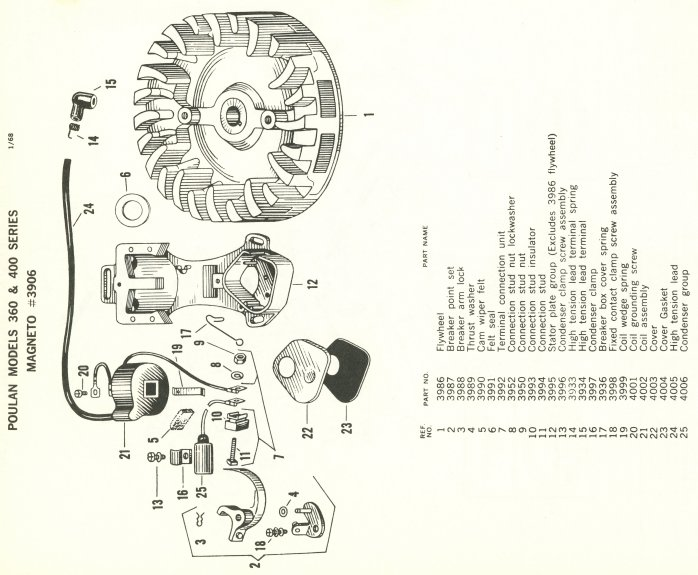 POULAN MODELS 360 & 400 SERIES
MAGNETO #3906
1/68
15
14
24
6
1
12
17
9
8
19
20
21
5
10
11
7
13
16
25
22
23
3
4
18
2
REF. NO. PART NO. PART NAME
1 3986 Flywheel
2 3987 Breaker point set
3 3988 Breaker arm lock
4 3989 Thrust washer
5 3990 Cam wiper felt
6 3991 Felt seal
7 3992 Terminal connection unit
8 3952 Connection stud nut lockwasher
9 3950 Connection stud nut
10 3993 Connection stud insulator
11 3994 Connection stud
12 3995 Stator plate group (Excludes 3986 flywheel)
13 3996 Condenser clamp screw assembly
14 3933 High tension lead terminal spring
15 3934 High tension lead terminal
16 3997 Condenser clamp
17 3936 Breaker box cover spring
18 3998 Fixed contact clamp screw assembly
19 3999 Coil wedge spring
20 4001 Coil grounding screw
21 4002 Coil assembly
22 4003 Cover
23 4004 Cover Gasket
24 4005 High tension lead
25 4006 Condenser group